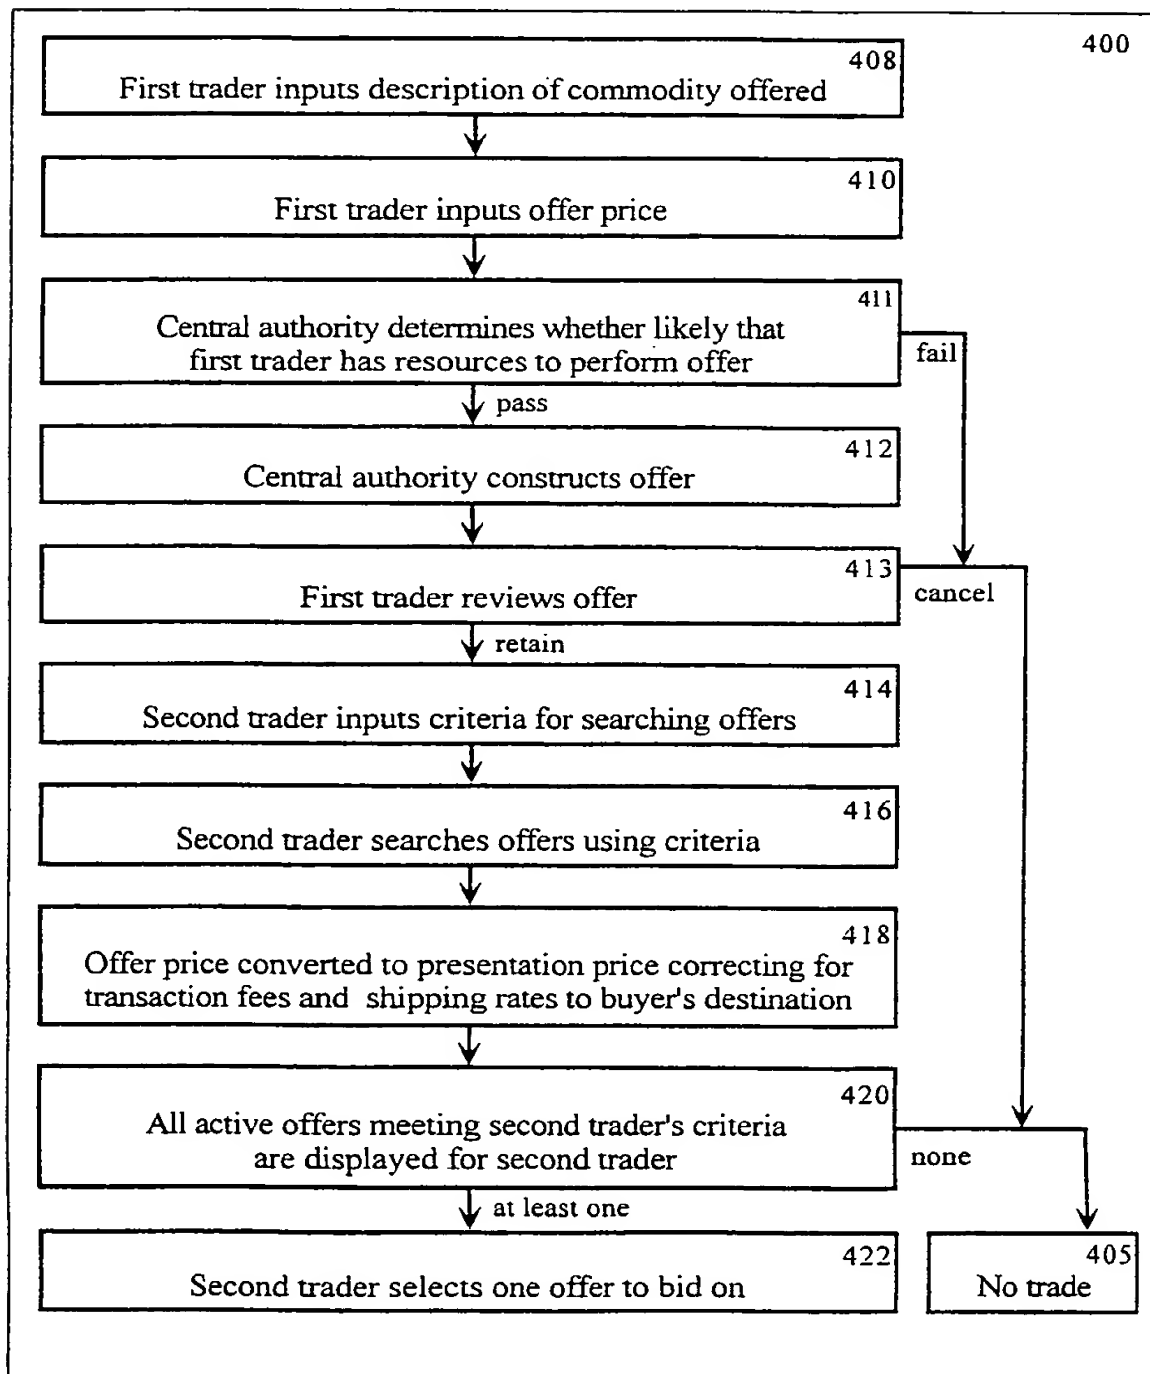 400
408
First trader inputs description of commodity offered
410
First trader inputs offer price
411
Central authority determines whether likely that
first trader has resources to perform offer
fail
pass
412
Central authority constructs offer
413
First trader reviews offer
cancel
retain
414
Second trader inputs criteria for searching offers
416
Second trader searches offers using criteria
418
Offer price converted to presentation price correcting for
transaction fees and shipping rates to buyer's destination
420
All active offers meeting second trader's criteria
are displayed for second trader
none
at least one
422
Second trader selects one offer to bid on
405
No trade